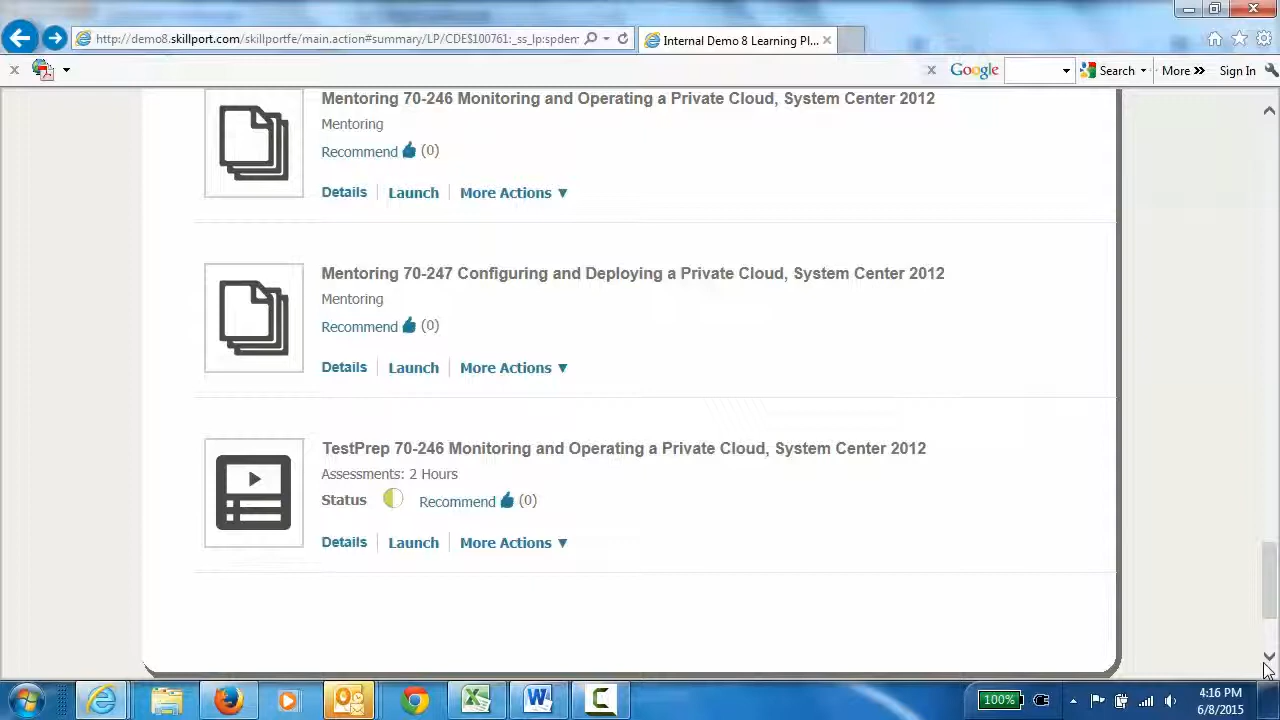 http://demo8.skillport.com/skillportfe/main.action#summary/LP/CDE$100761:_ss_lp:spdem
Internal Demo 8 Learning Pl...
Google
Search
More »
Sign In
Mentoring 70-246 Monitoring and Operating a Private Cloud, System Center 2012
Mentoring
Recommend (0)
Details Launch More Actions ▼
Mentoring 70-247 Configuring and Deploying a Private Cloud, System Center 2012
Mentoring
Recommend (0)
Details Launch More Actions ▼
TestPrep 70-246 Monitoring and Operating a Private Cloud, System Center 2012
Assessments: 2 Hours
Status Recommend (0)
Details Launch More Actions ▼
100%
4:16 PM
6/8/2015